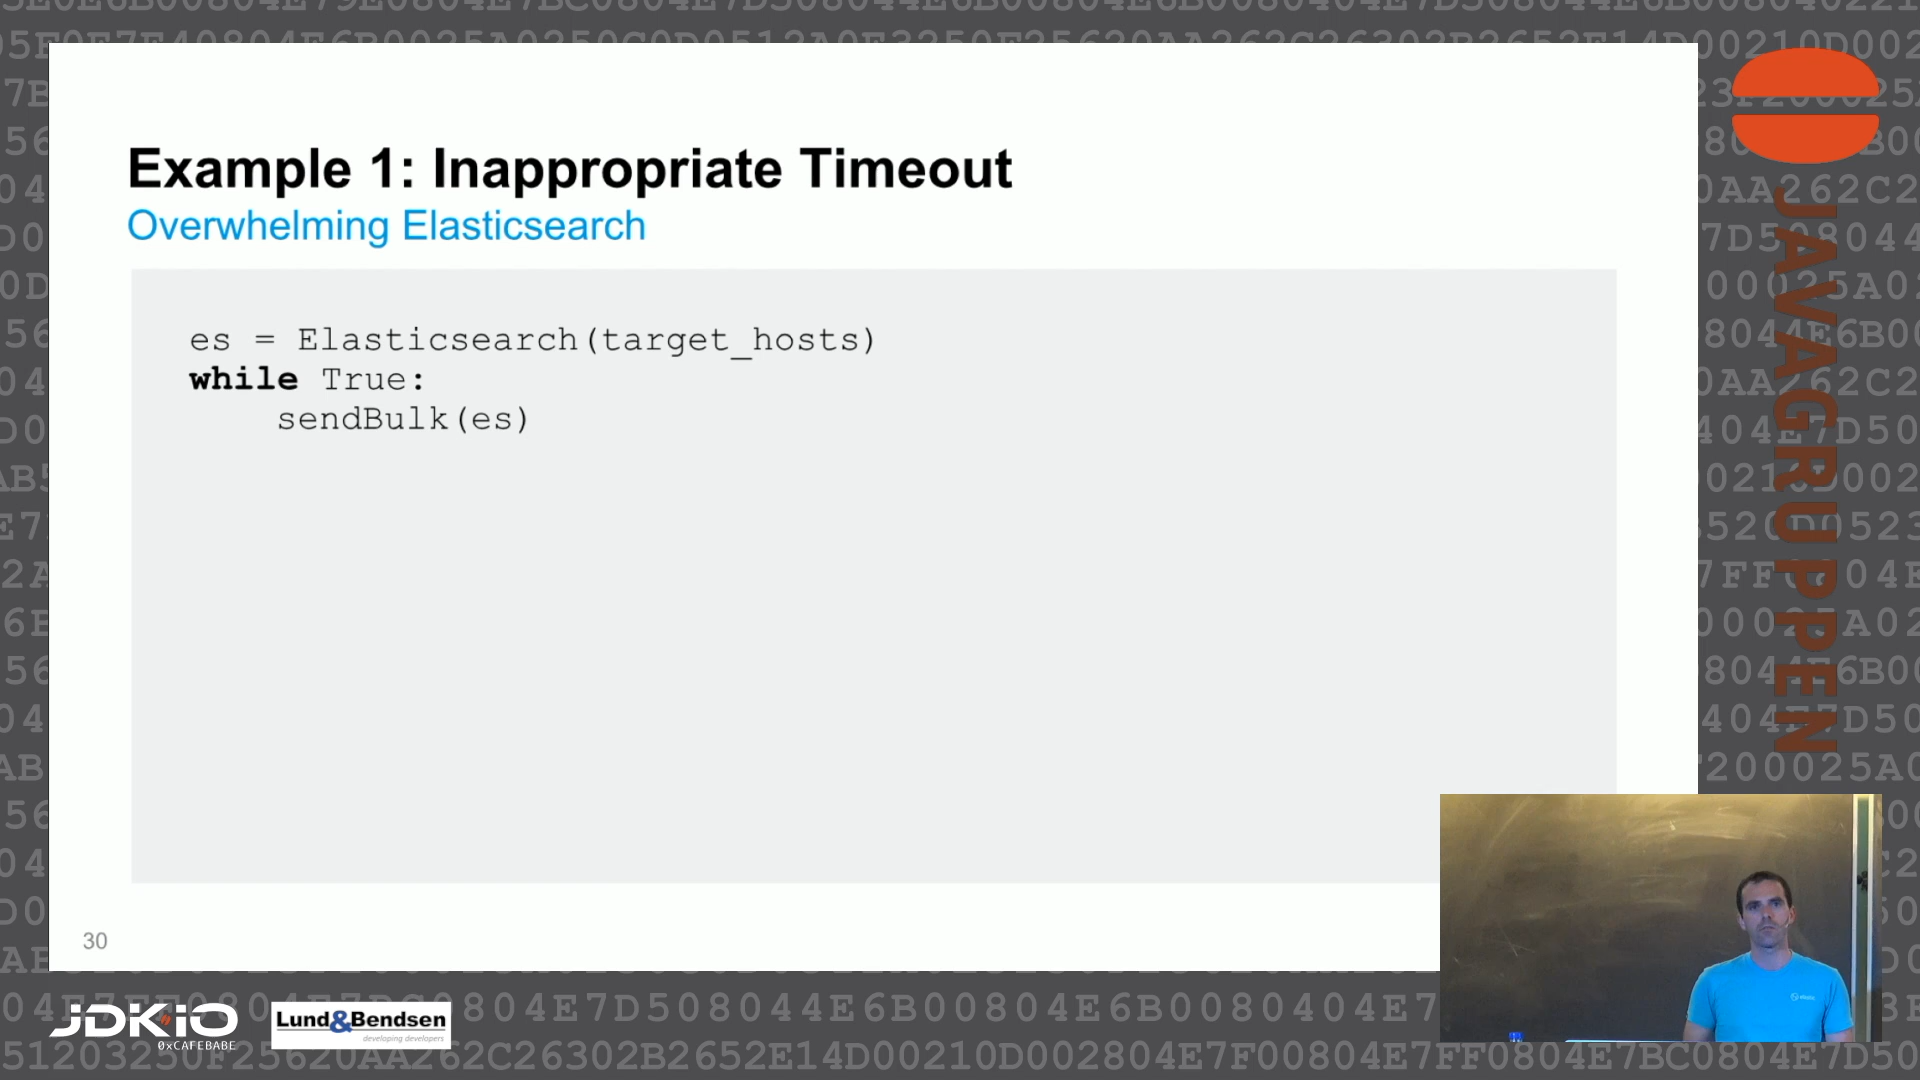 Example 1: Inappropriate Timeout
Overwhelming Elasticsearch
es = Elasticsearch(target_hosts)
while True:
sendBulk(es)
30
JAVAGRUPPEN
JDKIO
0xCAFEBABE
Lund&Bendsen
developing developers